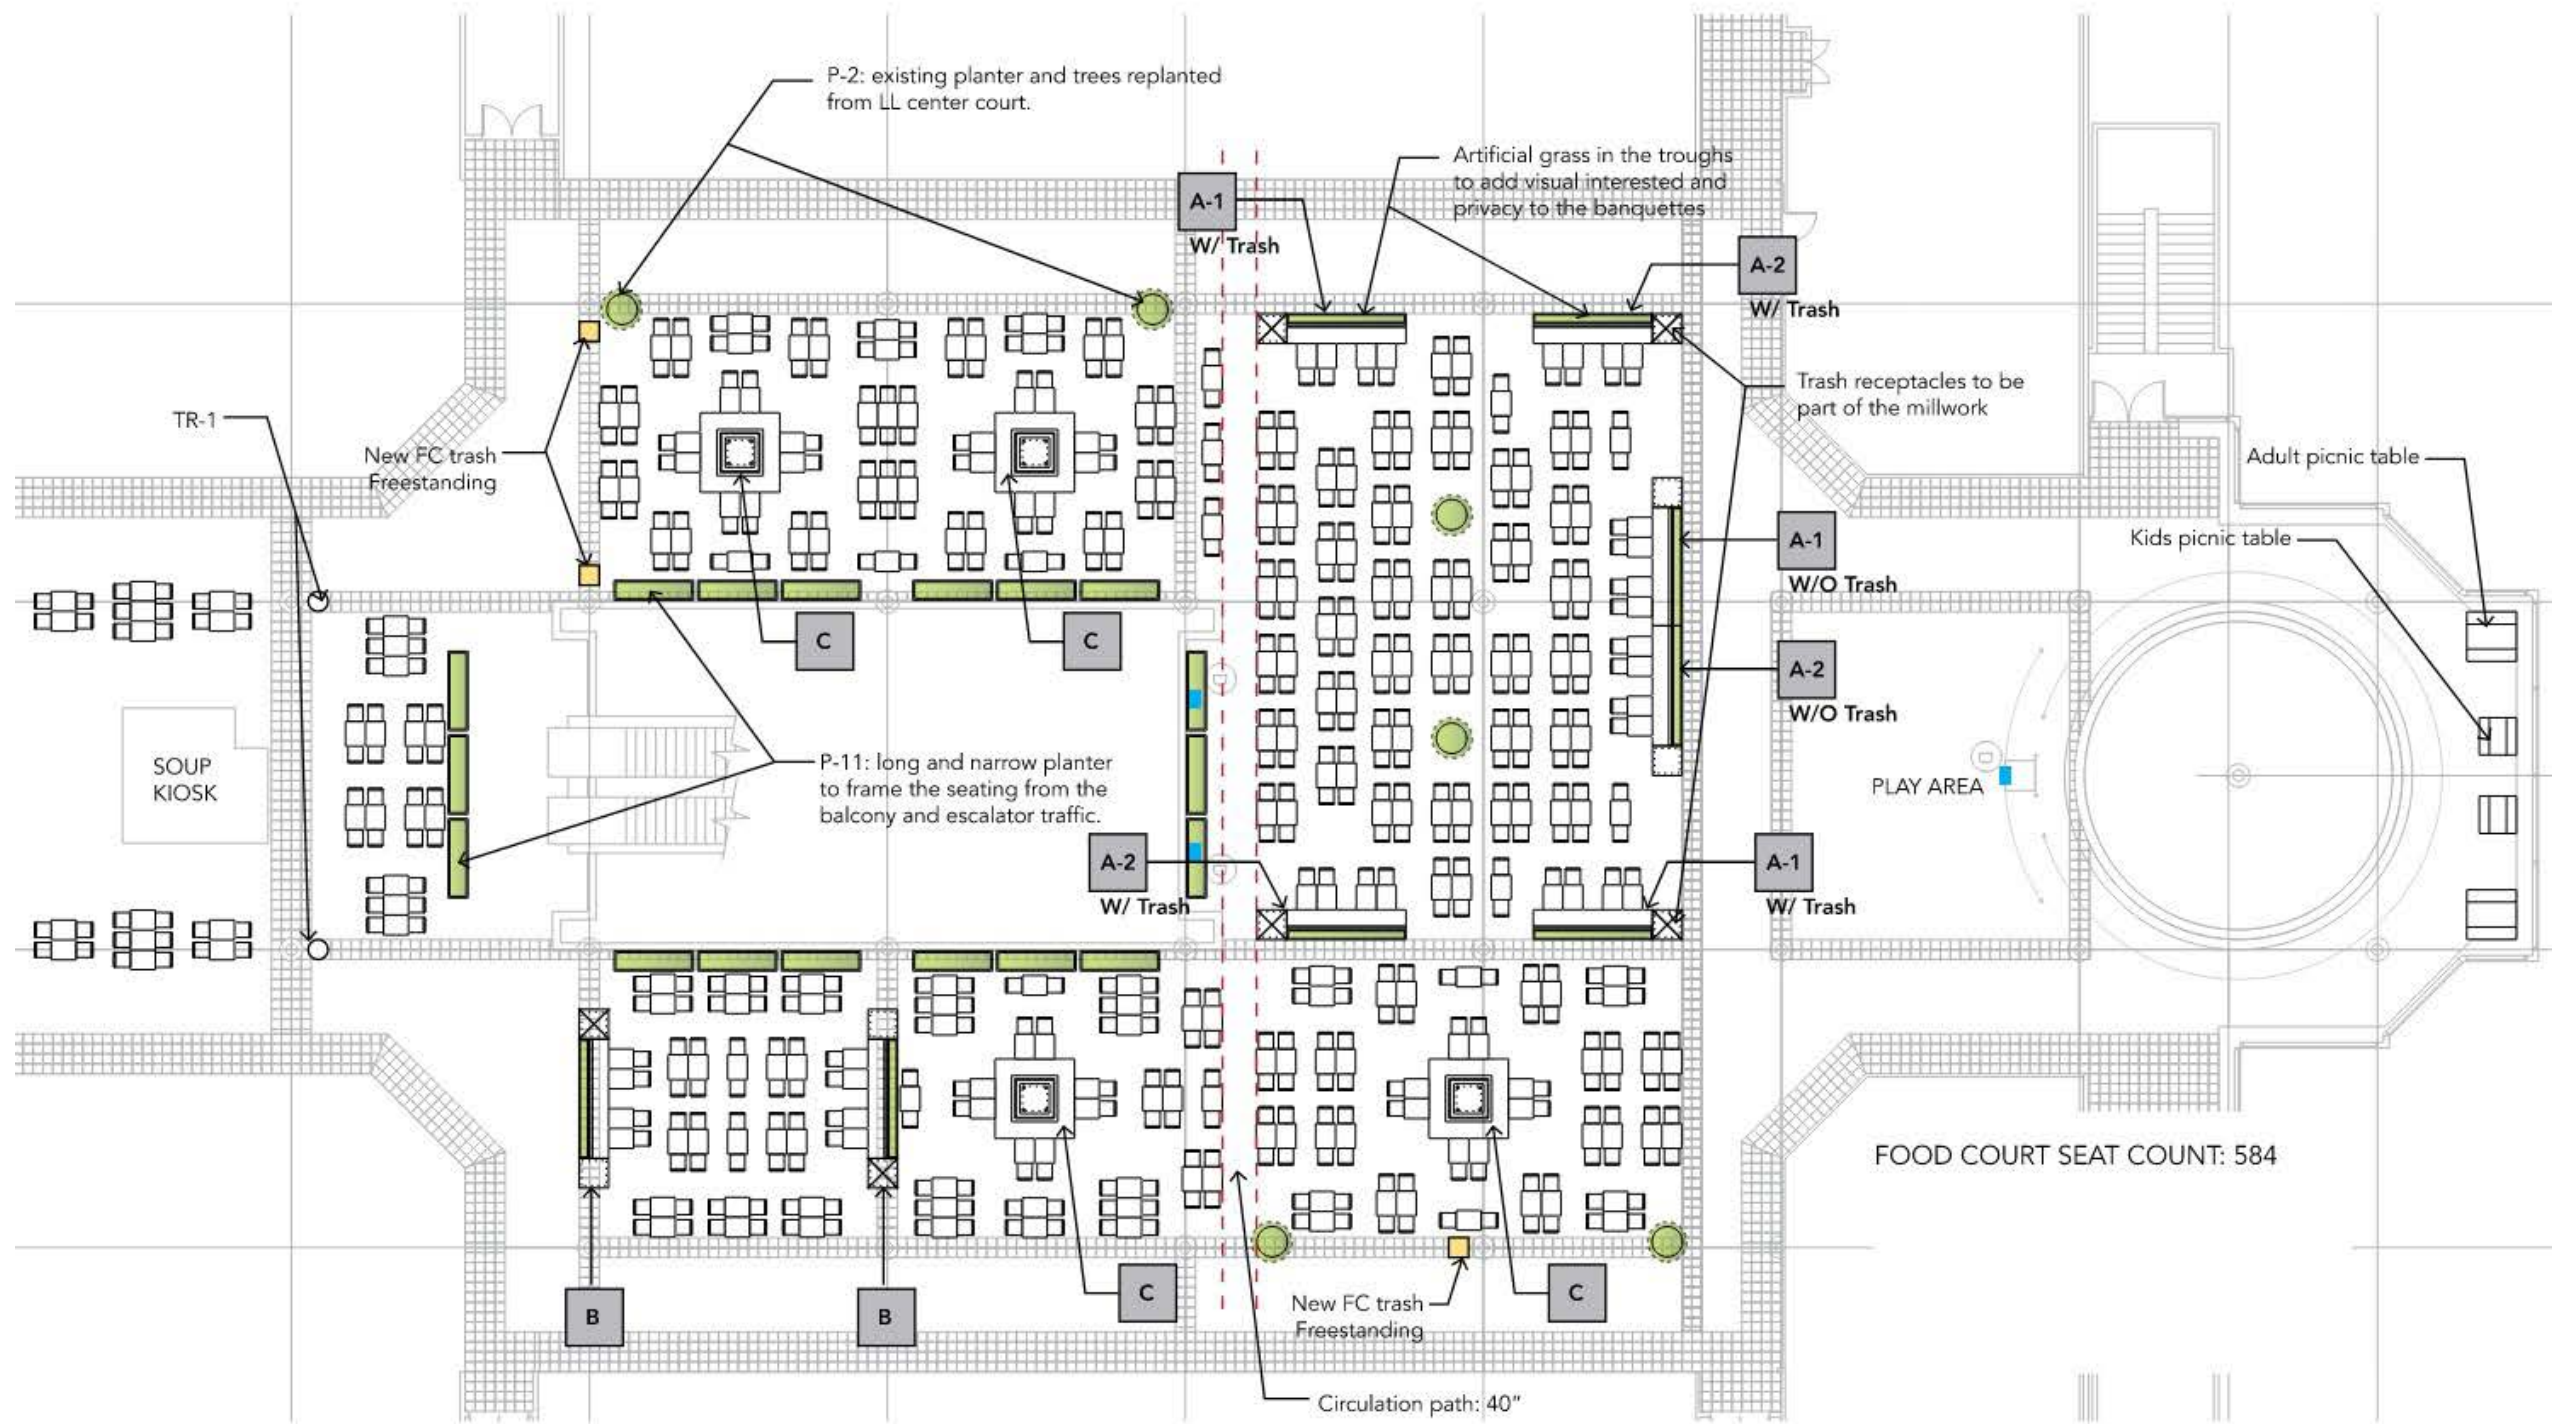 P-2: existing planter and trees replanted
from LL center court.
Artificial grass in the troughs
to add visual interested and
privacy to the banquettes
A-1
W/ Trash
A-2
W/ Trash
Trash receptacles to be
part of the millwork
TR-1
New FC trash
Freestanding
Adult picnic table
Kids picnic table
A-1
W/O Trash
C
C
A-2
W/O Trash
SOUP
KIOSK
P-11: long and narrow planter
to frame the seating from the
balcony and escalator traffic.
PLAY AREA
A-2
W/ Trash
A-1
W/ Trash
FOOD COURT SEAT COUNT: 584
B
B
C
C
New FC trash
Freestanding
Circulation path: 40"